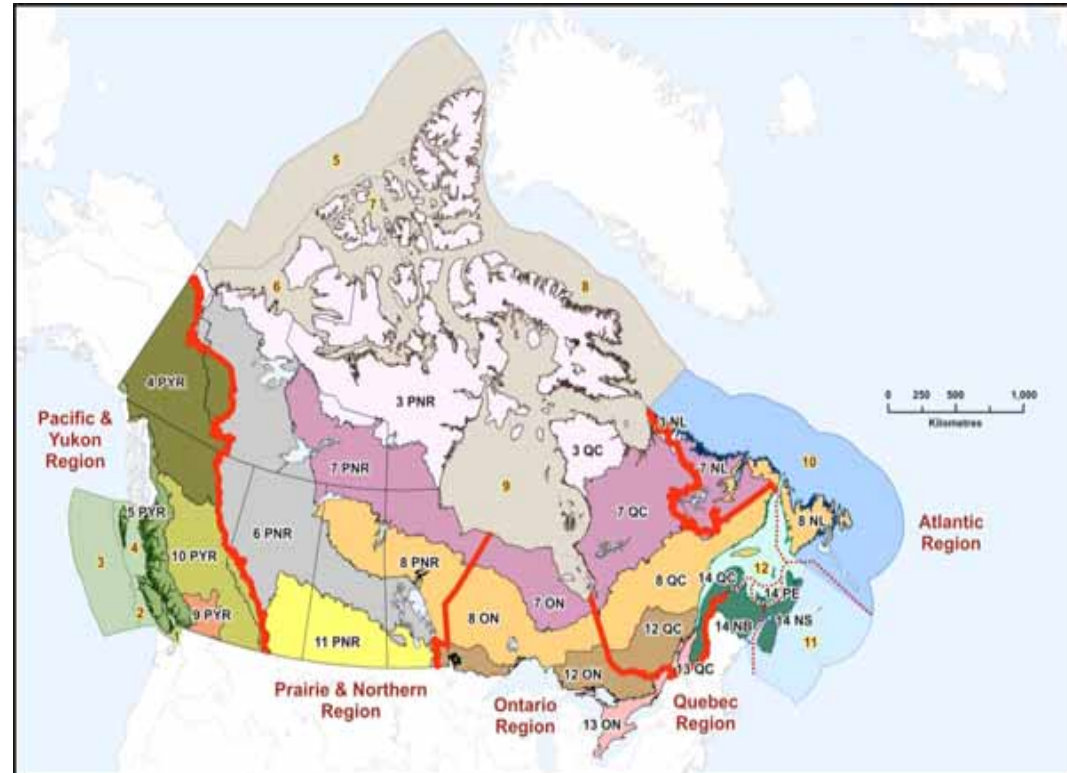 5
7
6
8
4 PYR
3 PNR
Pacific &
Yukon
Region
3 NL
0 250 500 1,000
Kilometres
3 QC
7 PNR
7 NL
10
9
5 PYR
7 QC
8 NL
6 PNR
Atlantic
Region
4
10 PYR
8 PNR
3
12
8 QC
14 QC
14 PE
2
9 PYR
7 ON
8 ON
12 QC
14 NB
14 NS
1
11 PNR
11
12 ON
13 QC
Prairie & Northern
Region
Ontario
Region
Quebec
Region
13 ON